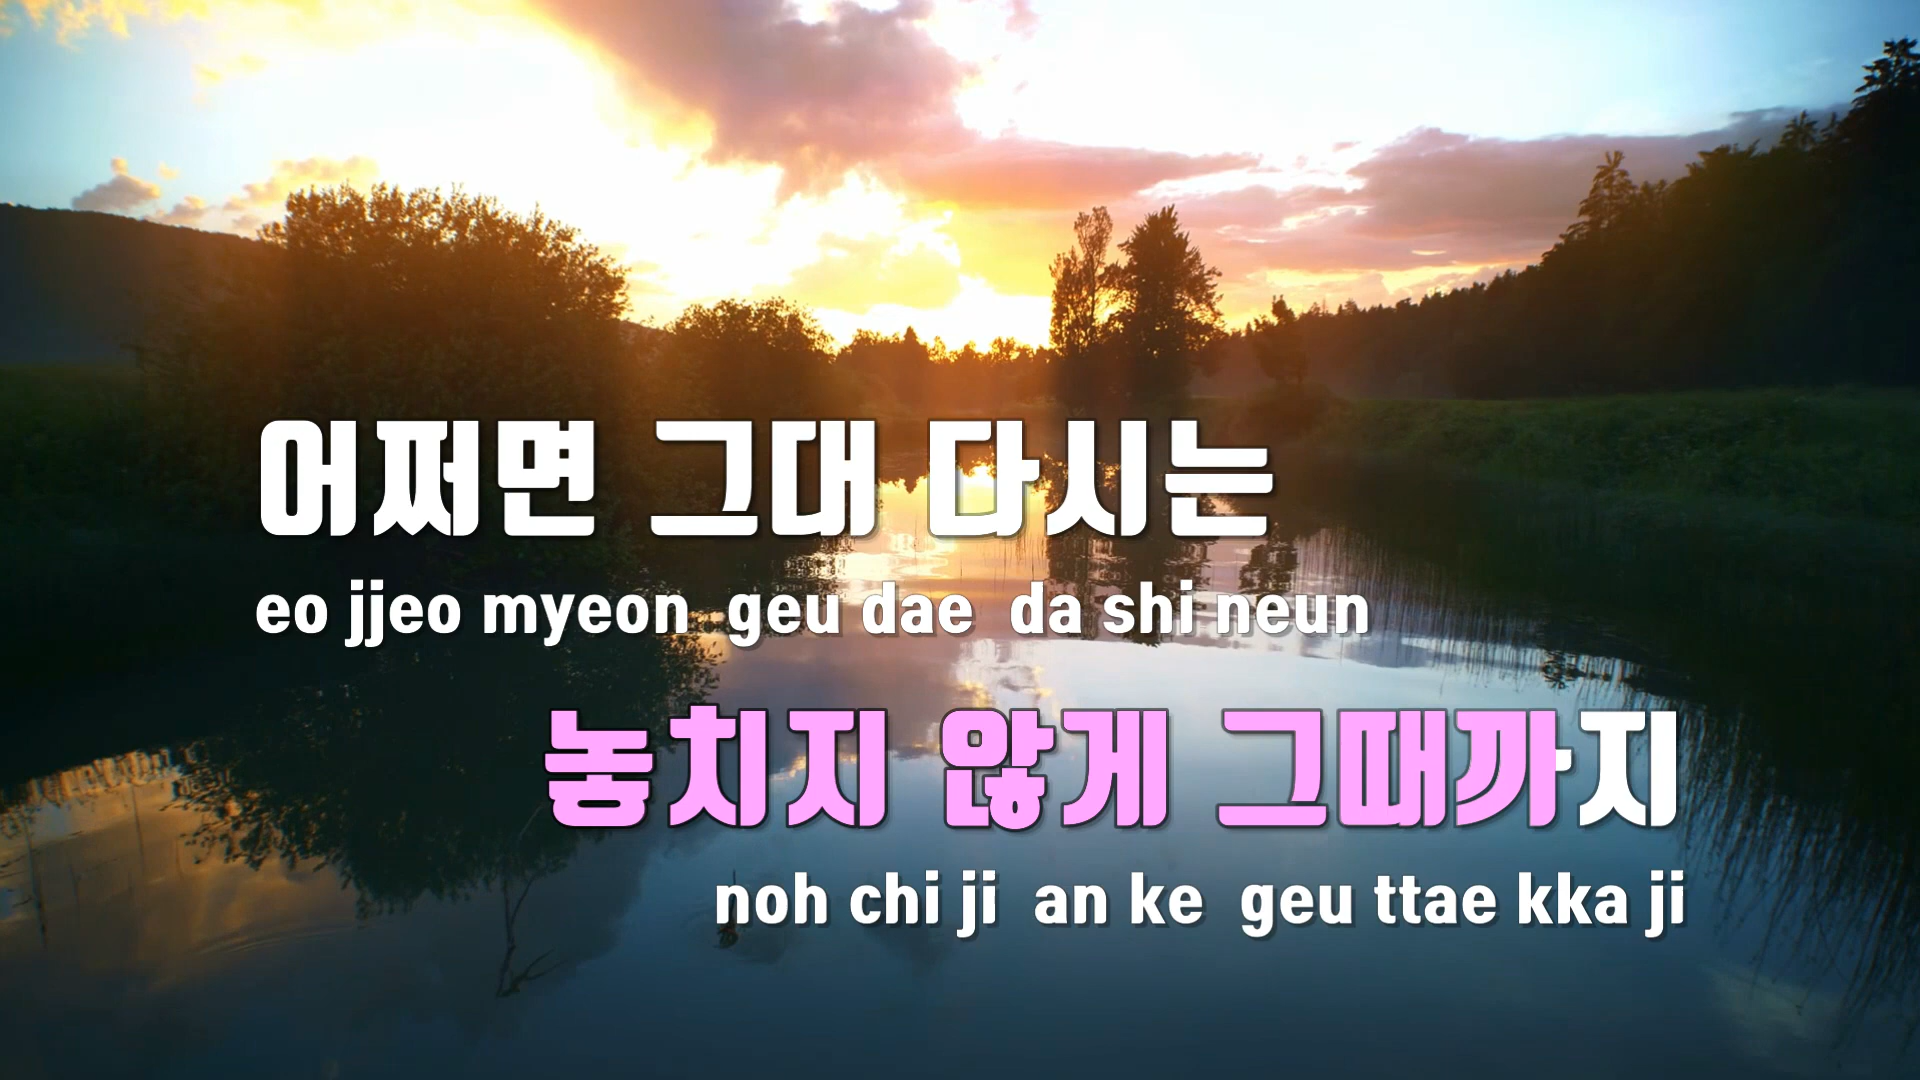 어쩌면 그대 다시는
eo jjeo myeon geu dae da shi neun
놓치지 않게 그때까지
noh chi ji an ke geu ttae kka ji